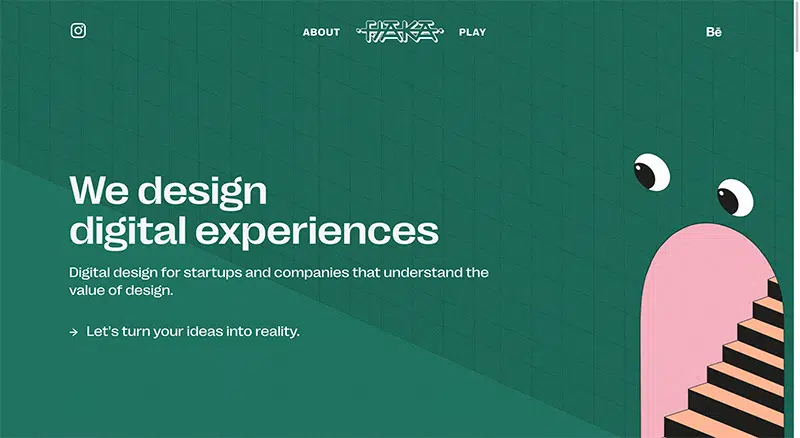 ABOUT
HAKA
PLAY
Bē
We design
digital experiences
Digital design for startups and companies that understand the
value of design.
→ Let's turn your ideas into reality.